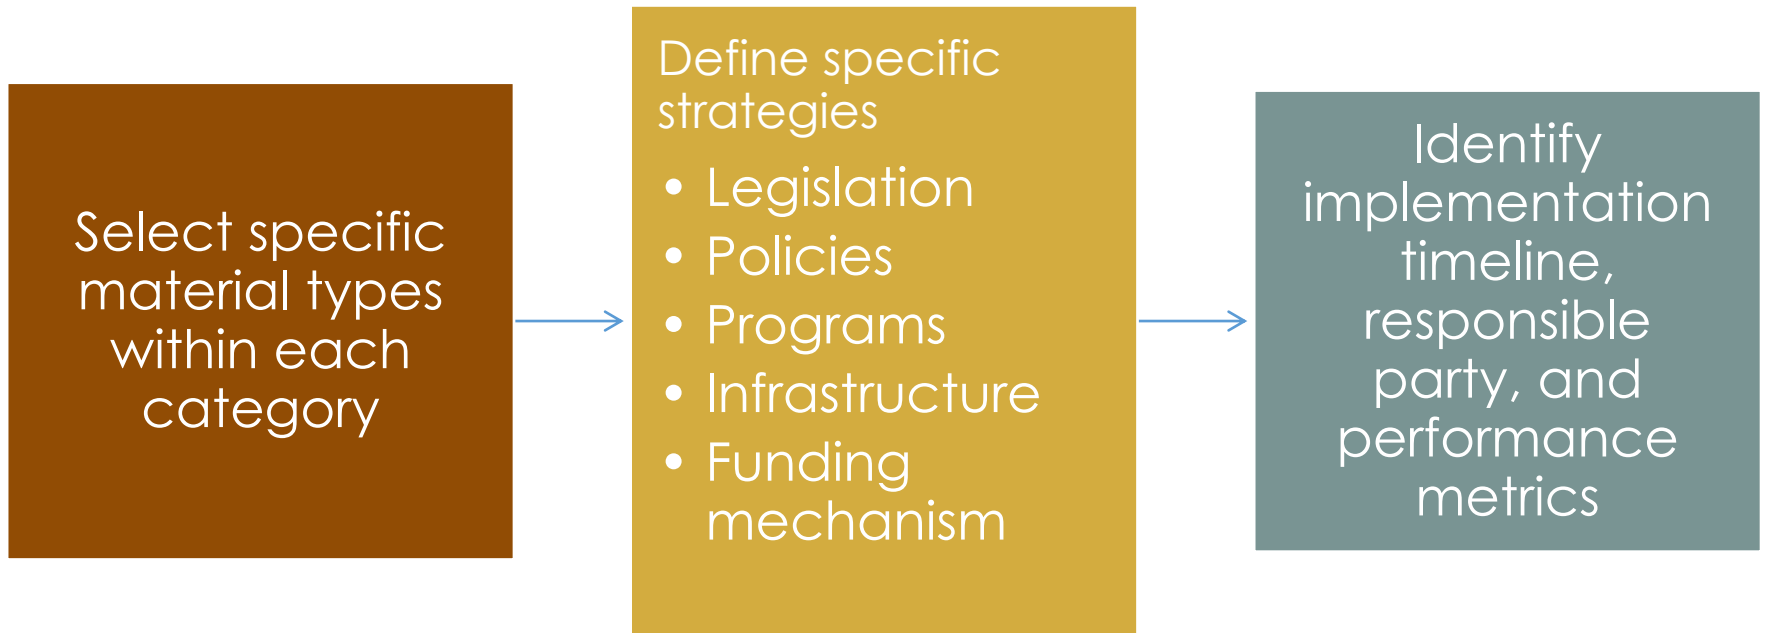 Select specific
material types
within each
category
Define specific
strategies
• Legislation
• Policies
• Programs
• Infrastructure
• Funding
mechanism
Identify
implementation
timeline,
responsible
party, and
performance
metrics